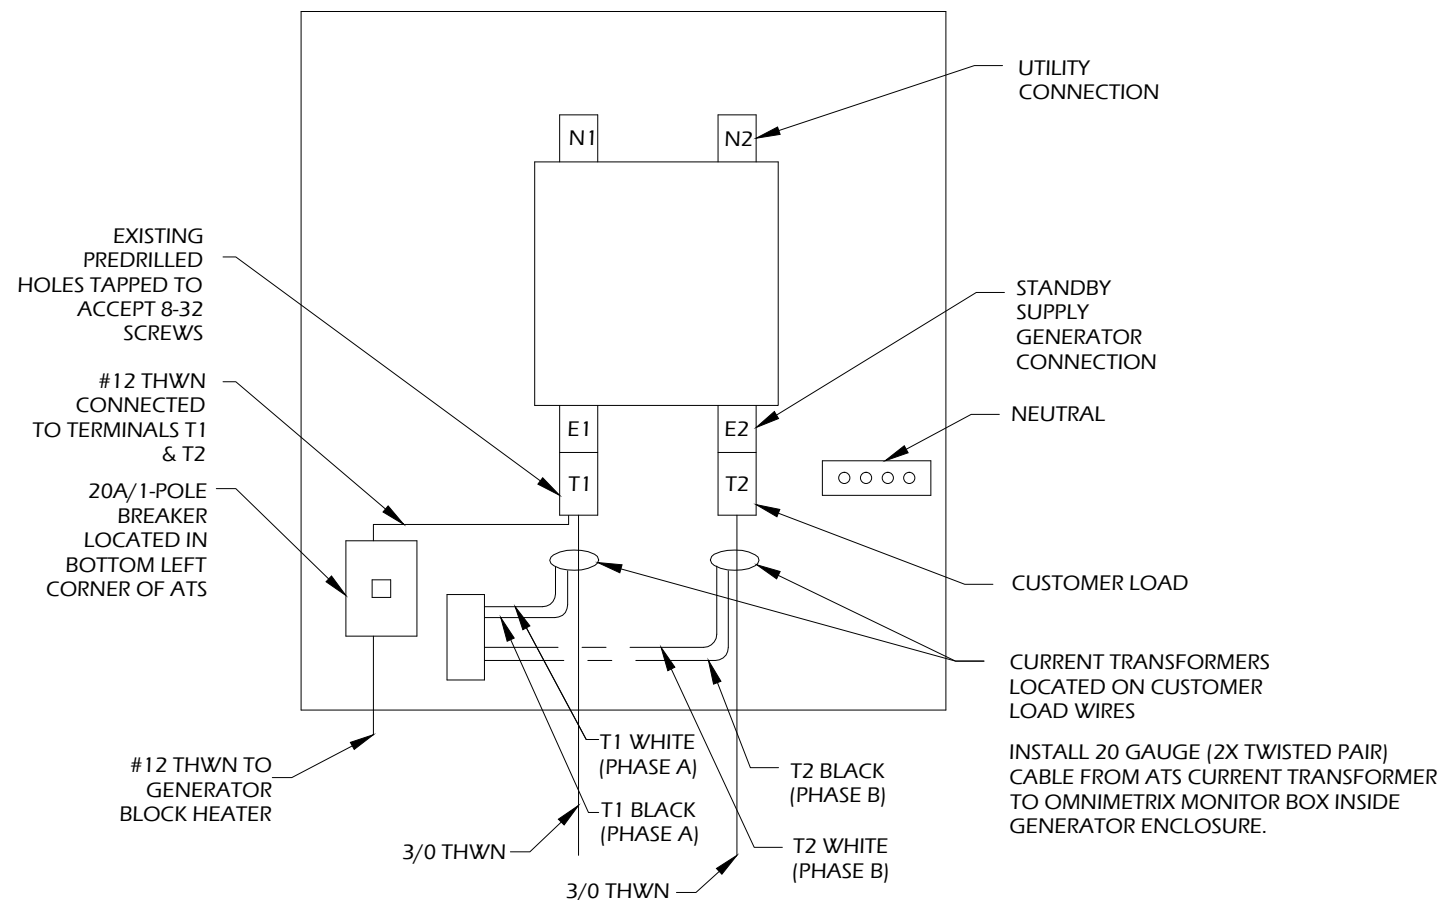 UTILITY
CONNECTION
N1
N2
EXISTING
PREDRILLED
HOLES TAPPED TO
ACCEPT 8-32
SCREWS
STANDBY
SUPPLY
GENERATOR
CONNECTION
#12 THWN
CONNECTED
TO TERMINALS T1
& T2
E1
E2
NEUTRAL
T1
T2
20A/1-POLE
BREAKER
LOCATED IN
BOTTOM LEFT
CORNER OF ATS
CUSTOMER LOAD
CURRENT TRANSFORMERS
LOCATED ON CUSTOMER
LOAD WIRES
#12 THWN TO
GENERATOR
BLOCK HEATER
T1 WHITE
(PHASE A)
T1 BLACK
(PHASE A)
T2 BLACK
(PHASE B)
T2 WHITE
(PHASE B)
3/0 THWN
3/0 THWN
INSTALL 20 GAUGE (2X TWISTED PAIR)
CABLE FROM ATS CURRENT TRANSFORMER
TO OMNIMETRIX MONITOR BOX INSIDE
GENERATOR ENCLOSURE.